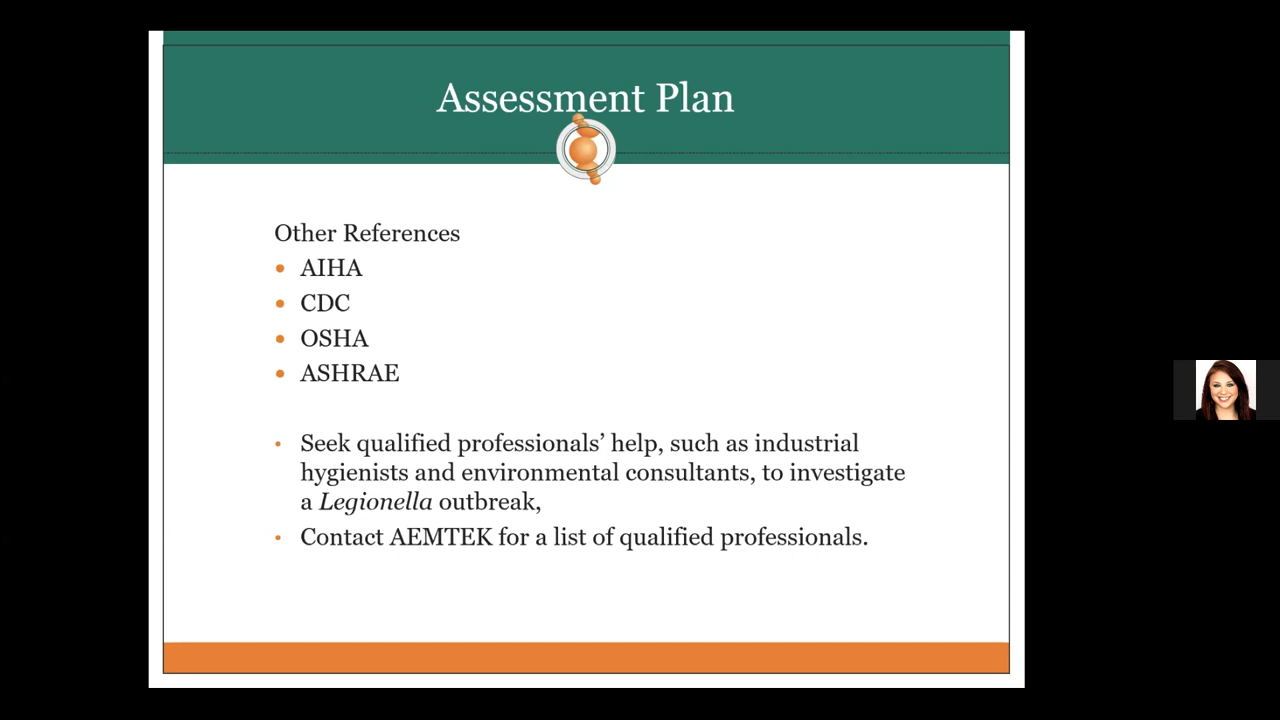 Assessment Plan
Other References
• AIHA
• CDC
• OSHA
• ASHRAE
• Seek qualified professionals’ help, such as industrial
hygienists and environmental consultants, to investigate
a Legionella outbreak,
• Contact AEMTEK for a list of qualified professionals.